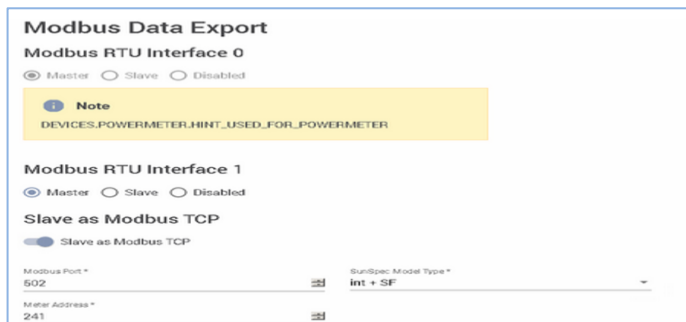 Modbus Data Export
Modbus RTU Interface 0
Master Slave Disabled
Note
DEVICES.POWERMETER.HINT_USED_FOR_POWERMETER
Modbus RTU Interface 1
Master Slave Disabled
Slave as Modbus TCP
Slave as Modbus TCP
Modbus Port * SunSpec Model Type *
502 int + SF
Meter Address *
241